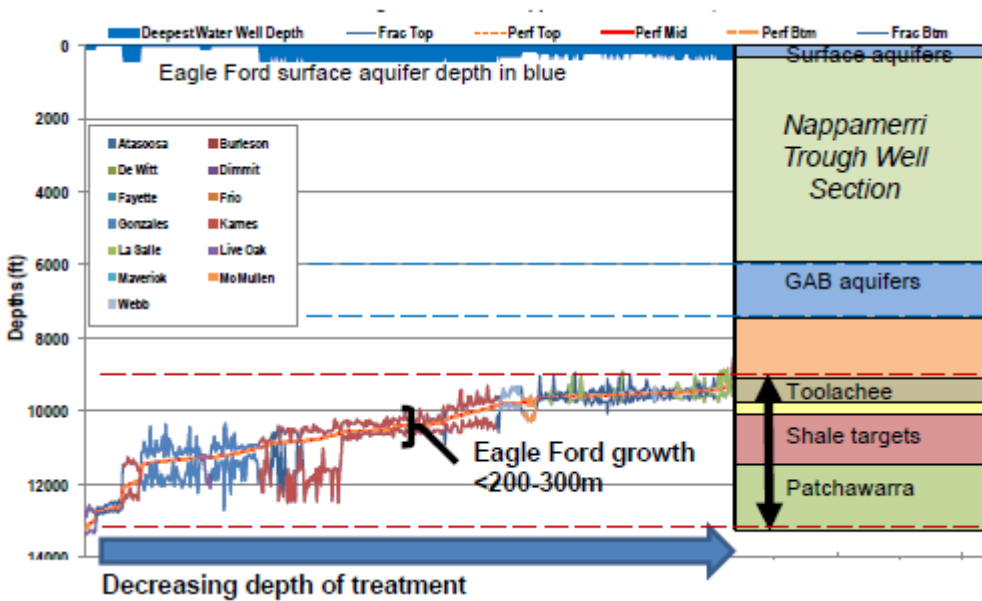 Deepest Water Well Depth Frac Top Perf Top Perf Mid Perf Btm Frac Btm
0
Eagle Ford surface aquifer depth in blue
Surface aquifers
2000
Atasoosa Burleson
De Witt Dimmit
Fayette Frio
Gonzales Karnes
La Salle Live Oak
Maveriok MoMullen
Webb
Nappamerri
Trough Well
Section
4000
6000
GAB aquifers
Depths (ft)
8000
Toolachee
10000
Shale targets
Eagle Ford growth
<200-300m
Patchawarra
12000
14000
Decreasing depth of treatment